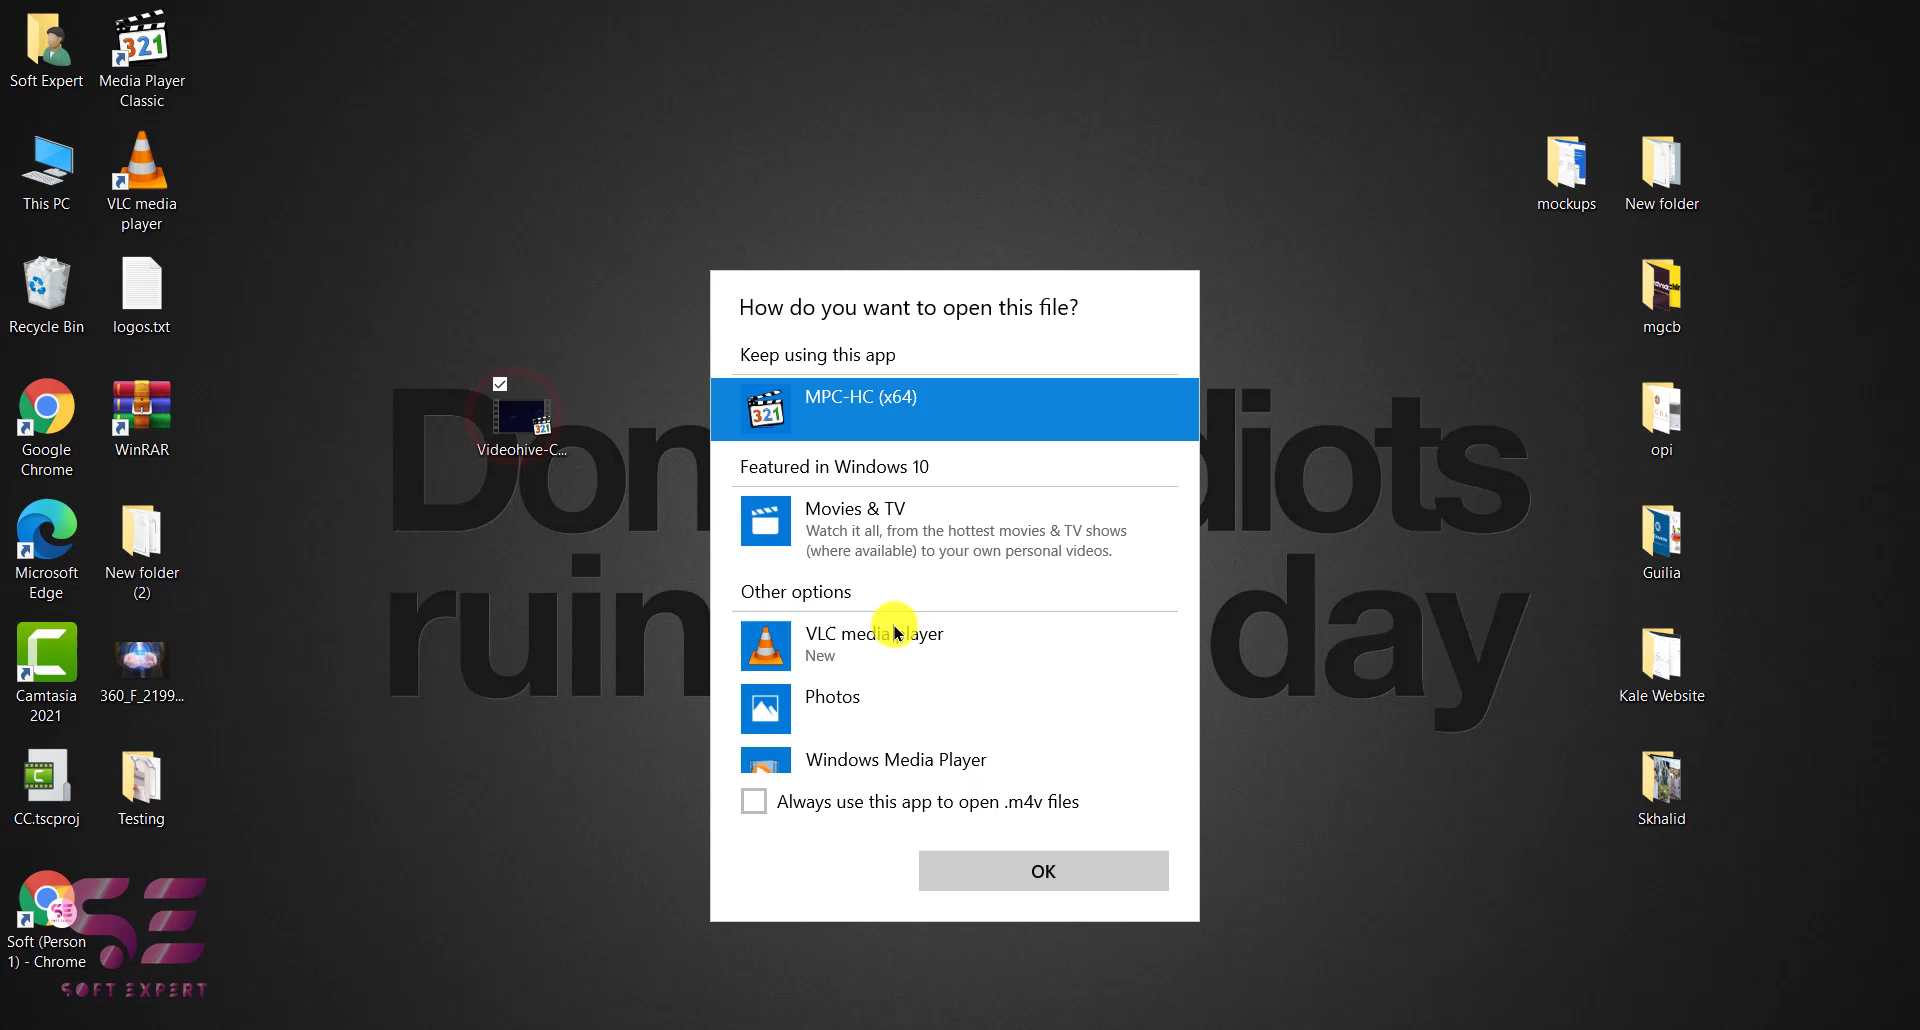 Soft Expert
Media Player
Classic
This PC
VLC media
player
Recycle Bin
logos.txt
Google
Chrome
WinRAR
Microsoft
Edge
New folder
(2)
Camtasia
2021
360_F_2199...
CC.tscproj
Testing
Soft (Person
1) - Chrome
SOFT EXPERT
Videohive-C...
How do you want to open this file?
Keep using this app
MPC-HC (x64)
Featured in Windows 10
Movies & TV
Watch it all, from the hottest movies & TV shows
(where available) to your own personal videos.
Other options
VLC media player
New
Photos
Windows Media Player
Always use this app to open .m4v files
OK
mockups
New folder
mgcb
opi
Guilia
Kale Website
Skhalid
day